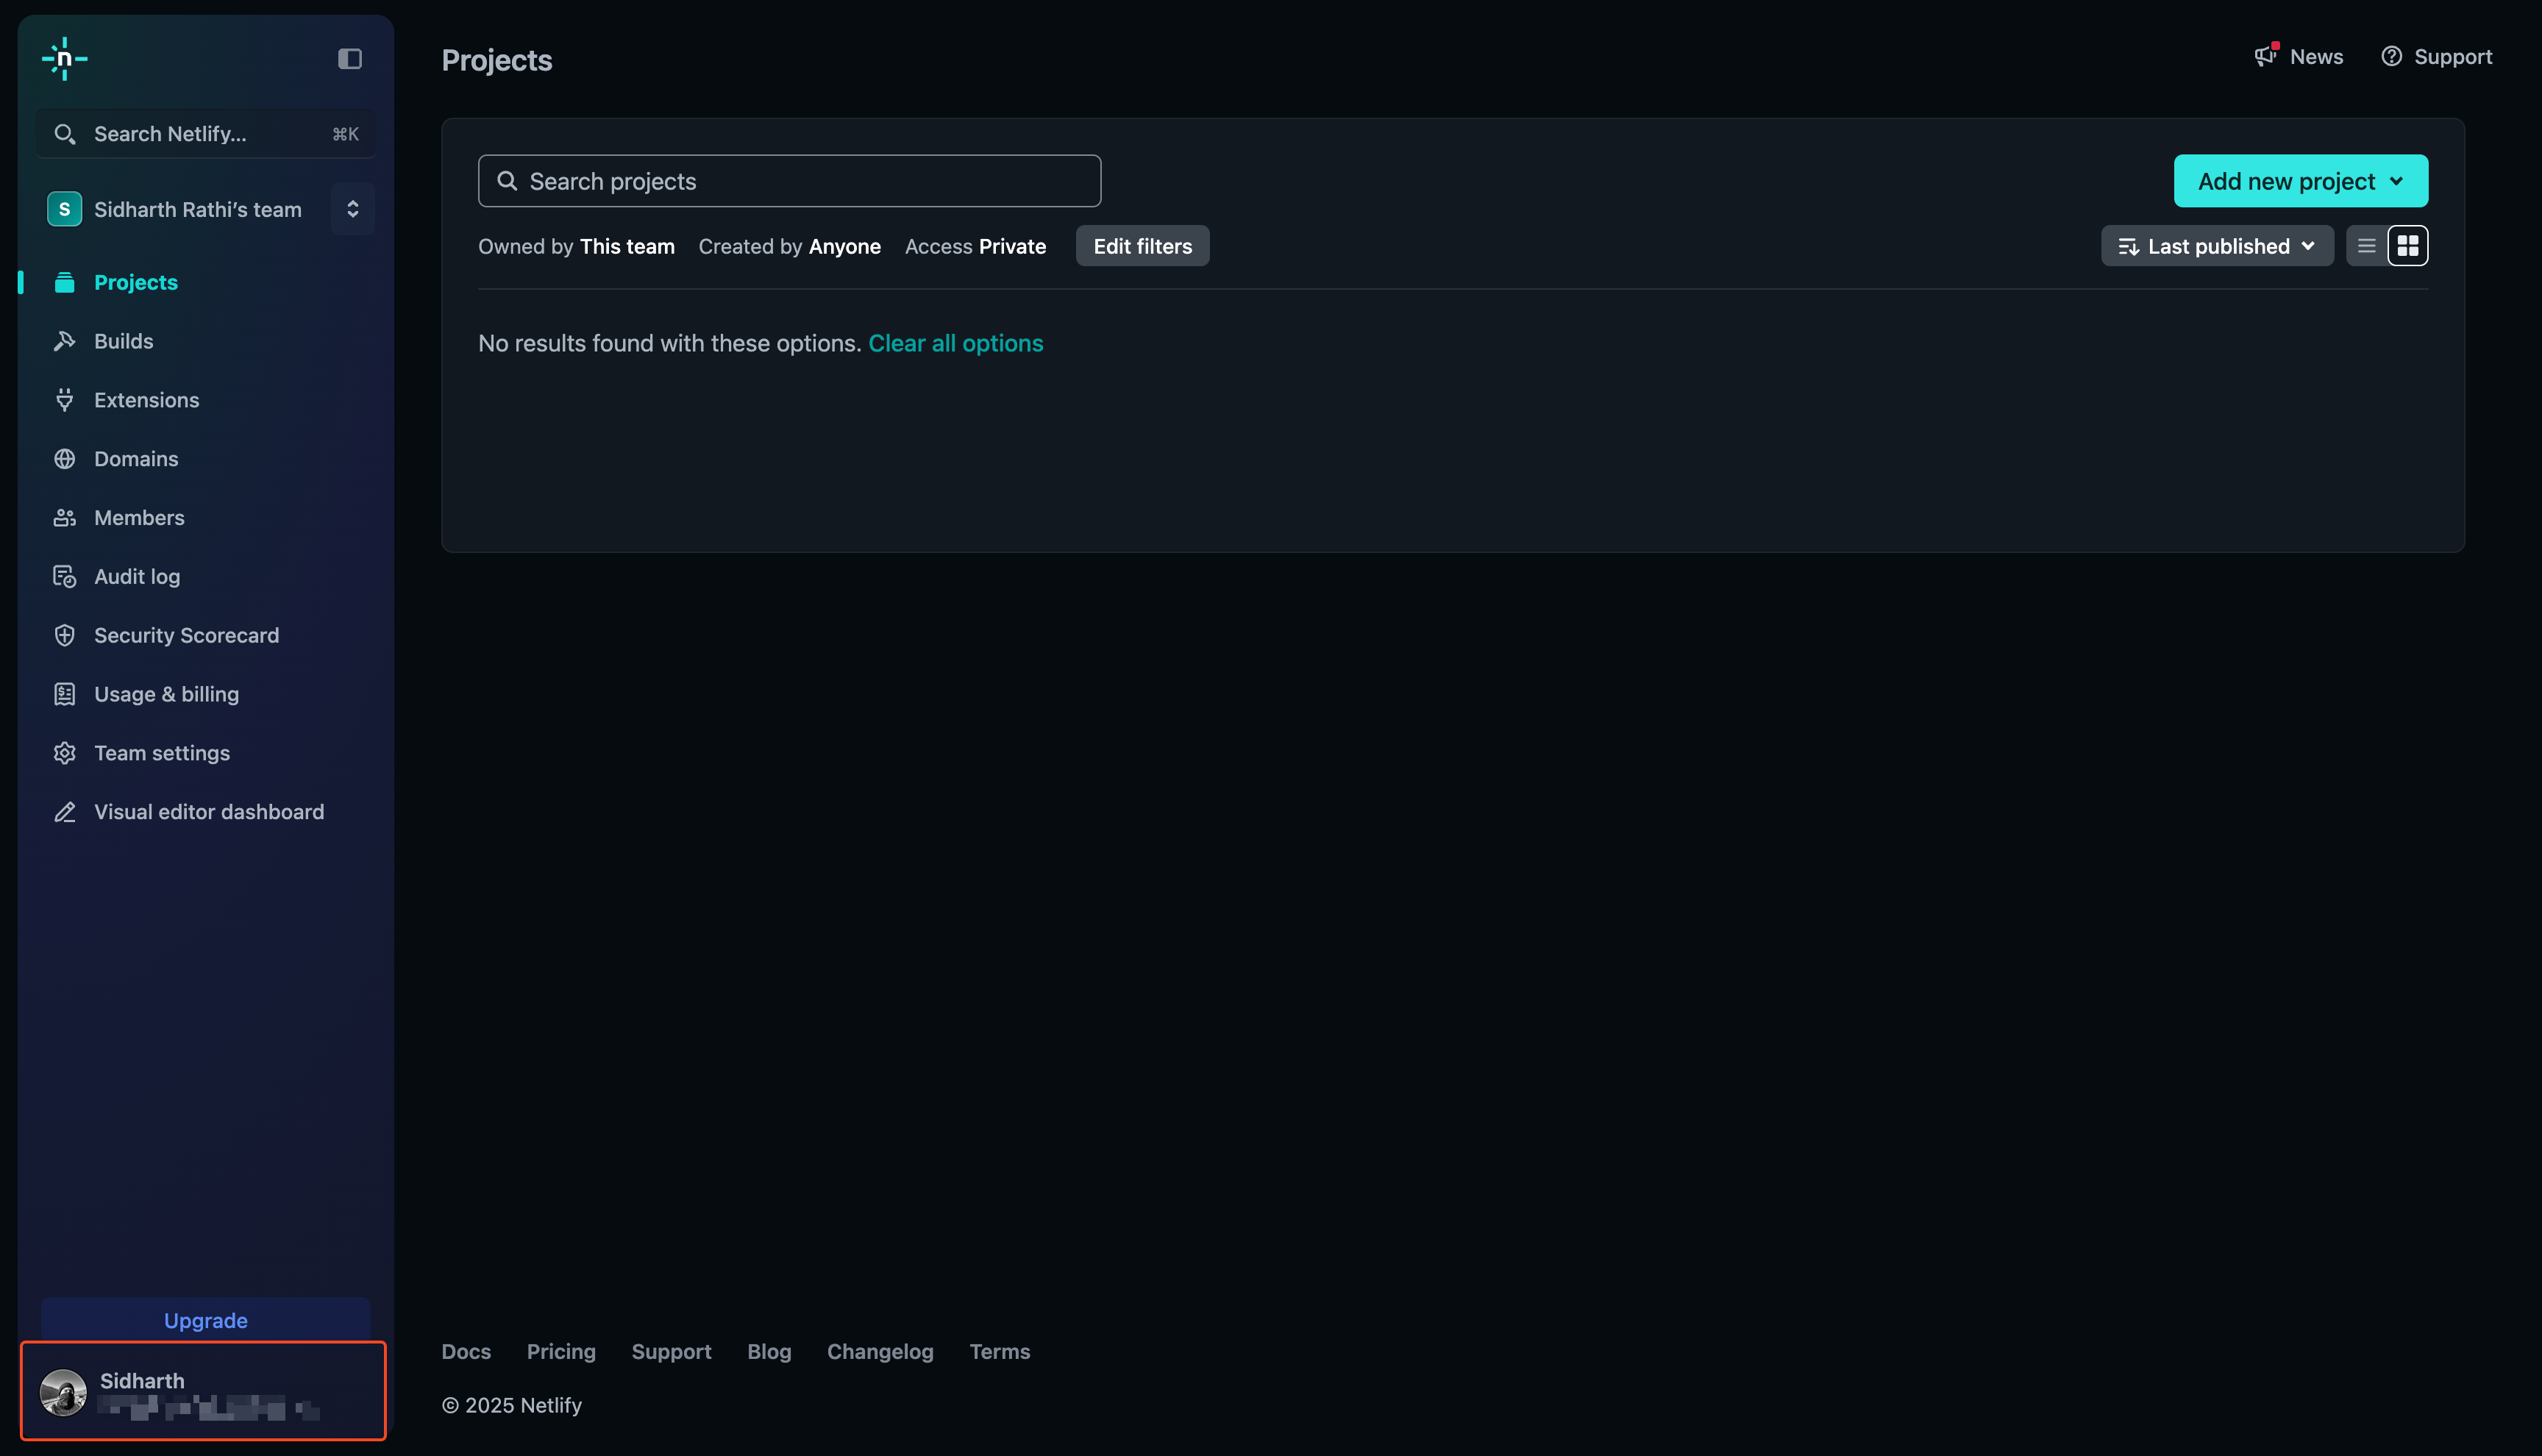 n
Search Netlify... ⌘K
S Sidharth Rathi’s team
Projects
Builds
Extensions
Domains
Members
Audit log
Security Scorecard
Usage & billing
Team settings
Visual editor dashboard
Upgrade
Sidharth
Projects
News Support
Search projects
Add new project
Owned by This team Created by Anyone Access Private Edit filters
Last published
No results found with these options. Clear all options
Docs Pricing Support Blog Changelog Terms
© 2025 Netlify